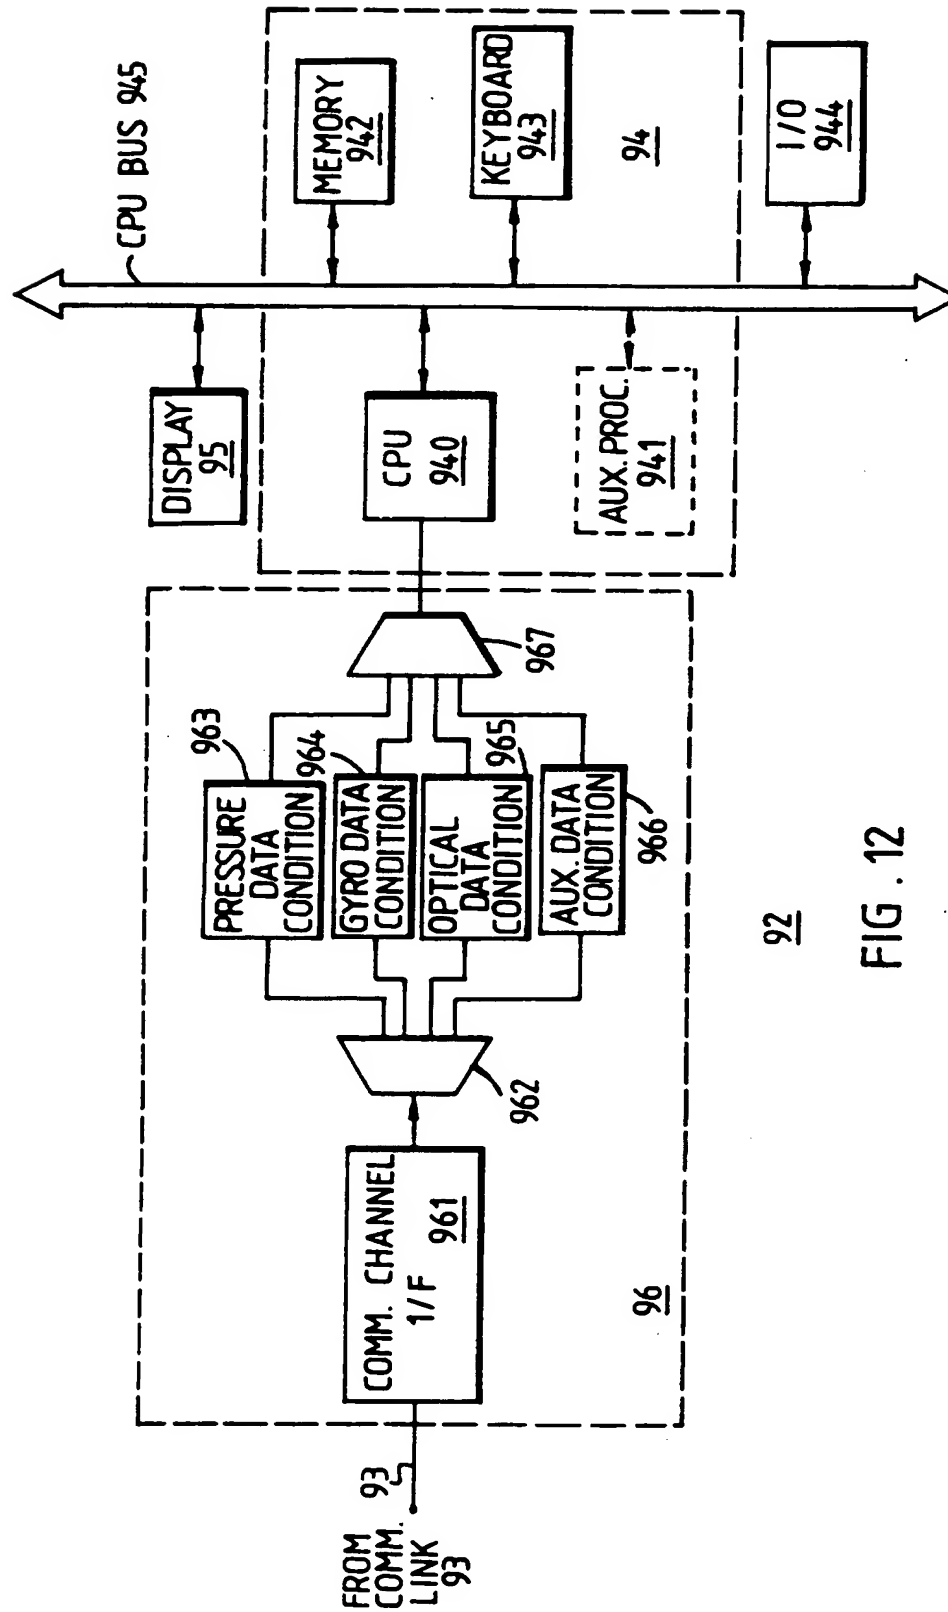 FROM
COMM.
LINK
93
93
COMM. CHANNEL
1/F
961
96
962
PRESSURE
DATA
CONDITION
963
GYRO DATA
CONDITION
964
OPTICAL
DATA
CONDITION
965
AUX. DATA
CONDITION
966
967
92
DISPLAY
95
CPU BUS 945
CPU
940
AUX. PROC.
941
MEMORY
942
KEYBOARD
943
94
I/O
944
FIG. 12